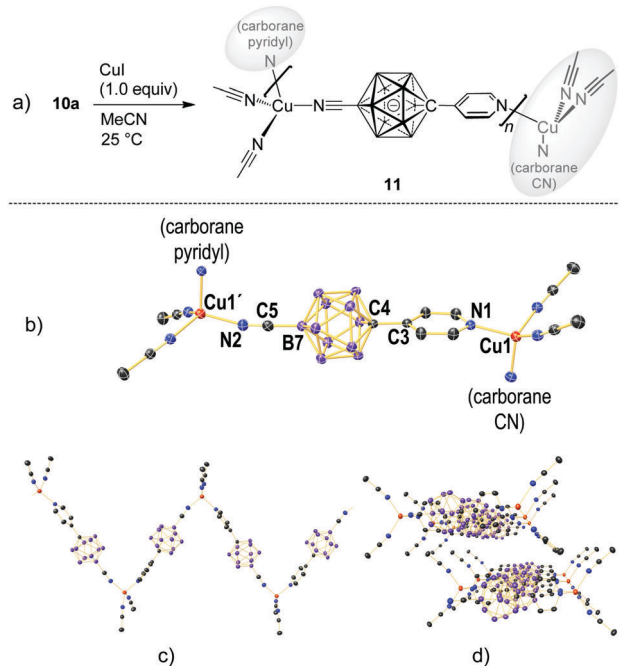 a)
10a
CuI
(1.0 equiv)
MeCN
25 °C
(carborane
pyridyl)
N
N
Cu
N
N
C
N
n
Cu
N
N
N
(carborane
CN)
11
b)
(carborane
pyridyl)
Cu1´
N2
C5
B7
C4
C3
N1
Cu1
(carborane
CN)
c)
d)